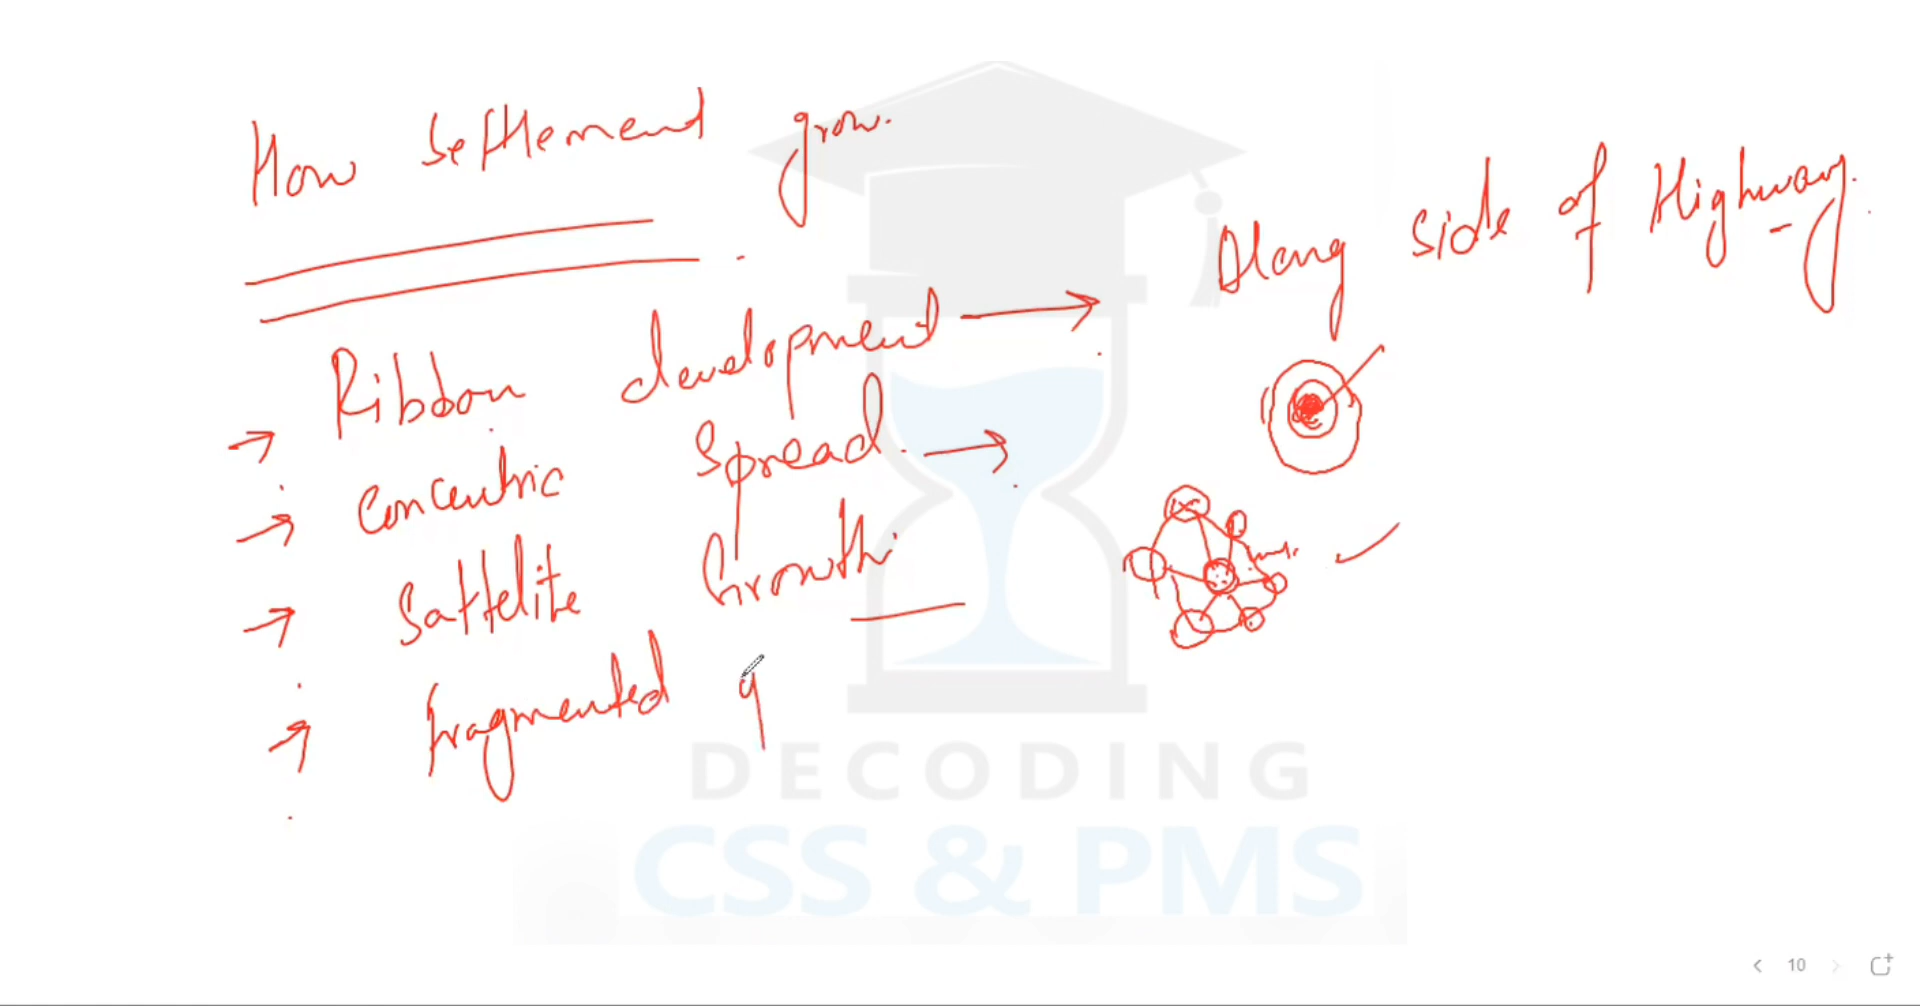 How Settlement grow.
Along side of Highway.
Ribbon development
Concentric Spread.
Sattelite Growth.
fragmented g
DECODING
CSS & PMS
10